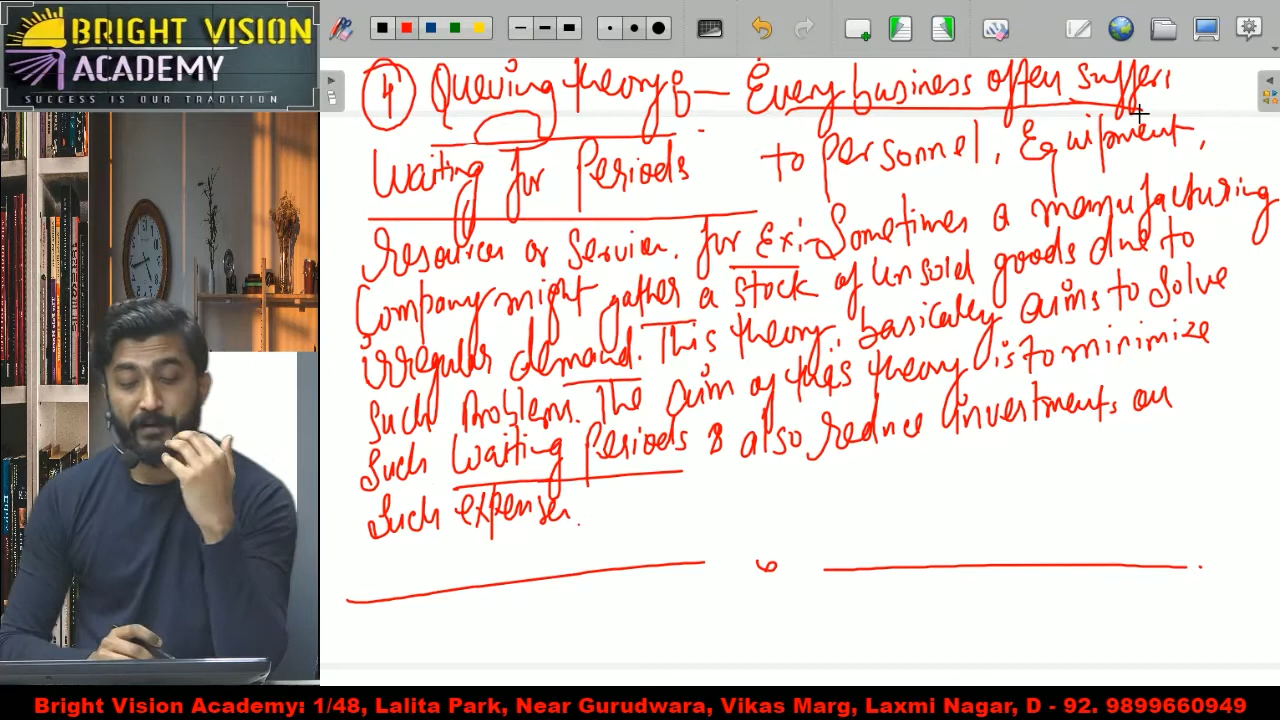 BRIGHT VISION
ACADEMY
SUCCESS IS OUR TRADITION
4 Queuing theory :- Every business often suffers
Waiting for Periods to Personnel, Equipment,
resources or Services. for Ex:- Sometimes a manufacturing
Company might gather a stock of unsold goods due to
irregular demand. This theory, basically aims to Solve
Such Problems. The aim of this theory is to minimize
Such Waiting Periods & also reduce investments on
Such expenses.
Bright Vision Academy: 1/48, Lalita Park, Near Gurudwara, Vikas Marg, Laxmi Nagar, D - 92. 9899660949